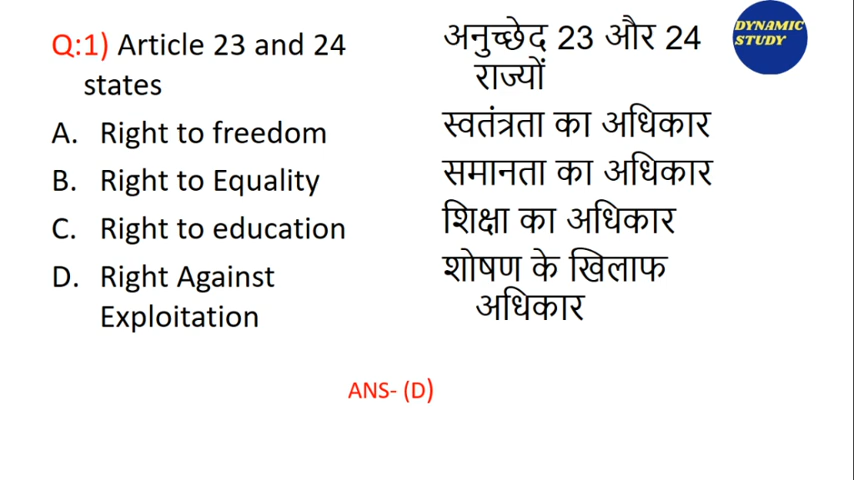 Q:1) Article 23 and 24
states
A. Right to freedom
B. Right to Equality
C. Right to education
D. Right Against
Exploitation
अनुच्छेद 23 और 24
राज्यों
स्वतंत्रता का अधिकार
समानता का अधिकार
शिक्षा का अधिकार
शोषण के खिलाफ
अधिकार
DYNAMIC
STUDY
ANS- (D)